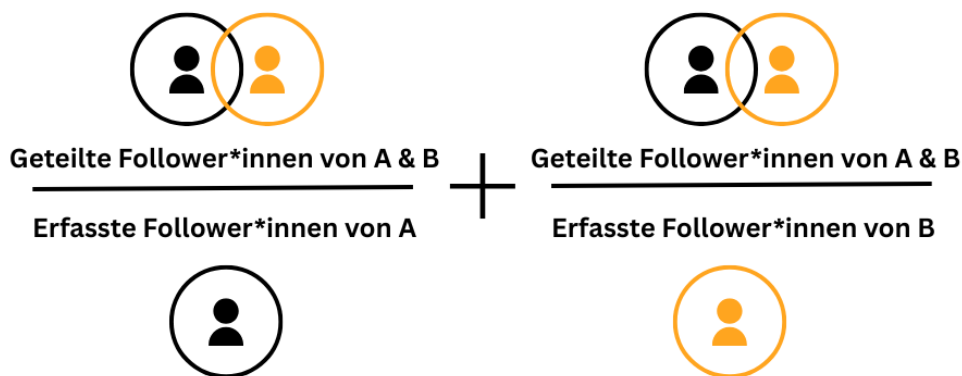 Geteilte Follower*innen von A & B
Erfasste Follower*innen von A
+
Geteilte Follower*innen von A & B
Erfasste Follower*innen von B